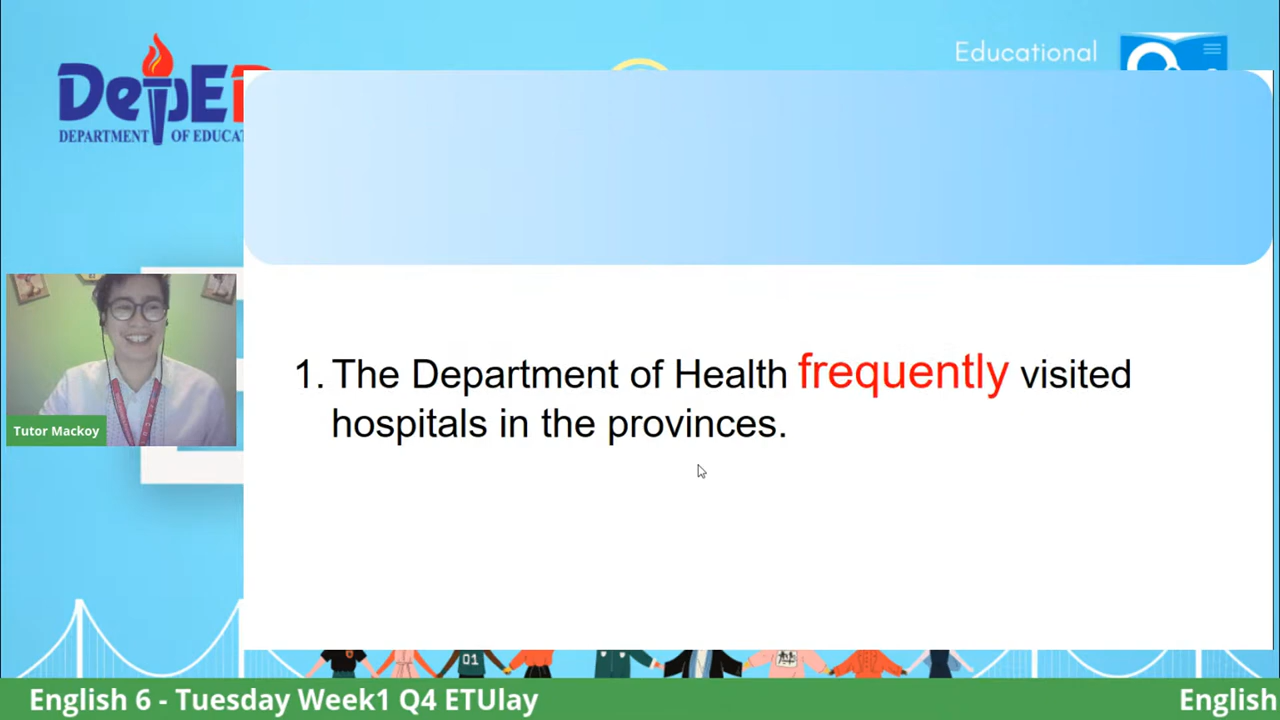 Educational
DepED
DEPARTMENT OF EDUCAT
1. The Department of Health frequently visited
hospitals in the provinces.
Tutor Mackoy
01
English 6 - Tuesday Week1 Q4 ETUlay
English